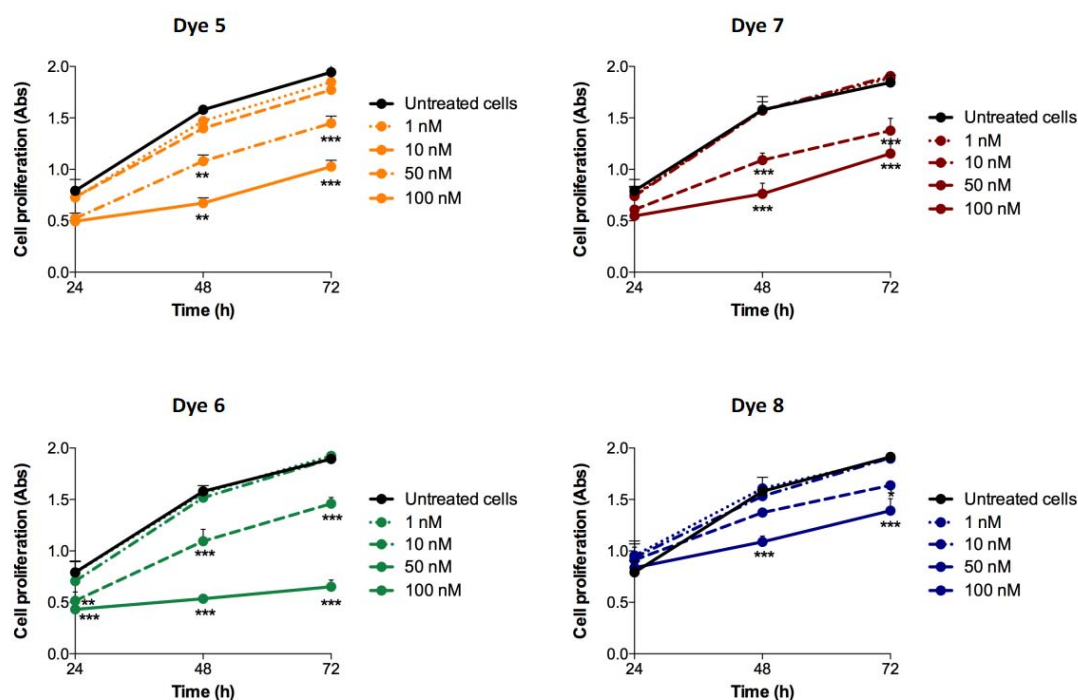 Dye 5
Cell proliferation (Abs)
2.0
1.5
1.0
0.5
0.0
**
**
***
***
24
48
72
Time (h)
Untreated cells
1 nM
10 nM
50 nM
100 nM
Dye 7
Cell proliferation (Abs)
2.0
1.5
1.0
0.5
0.0
***
***
***
***
24
48
72
Time (h)
Untreated cells
1 nM
10 nM
50 nM
100 nM
Dye 6
Cell proliferation (Abs)
2.0
1.5
1.0
0.5
0.0
**
***
***
***
***
***
24
48
72
Time (h)
Untreated cells
1 nM
10 nM
50 nM
100 nM
Dye 8
Cell proliferation (Abs)
2.0
1.5
1.0
0.5
0.0
***
*
***
24
48
72
Time (h)
Untreated cells
1 nM
10 nM
50 nM
100 nM